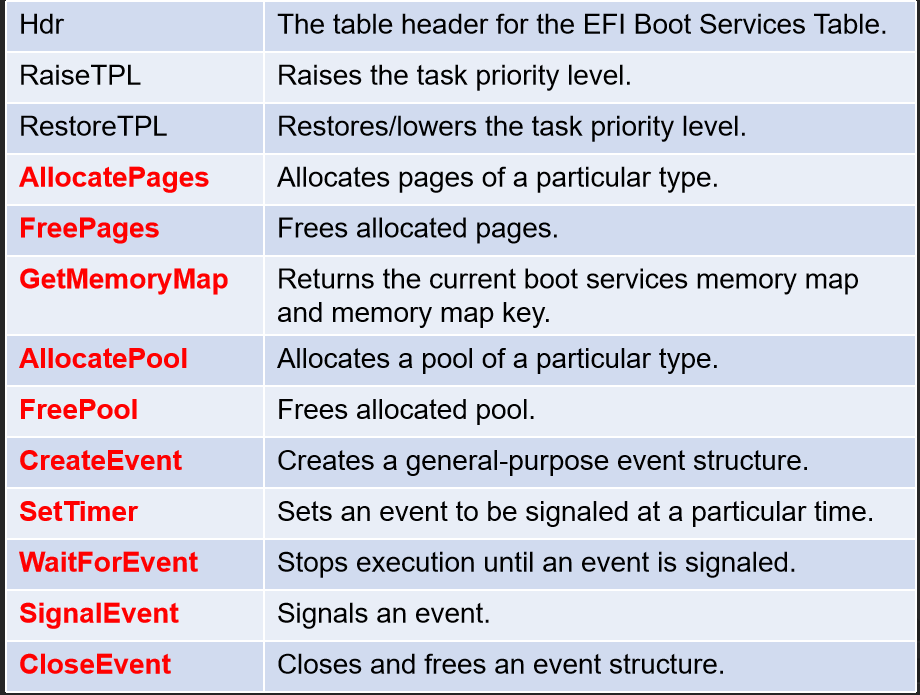 Hdr The table header for the EFI Boot Services Table.
RaiseTPL Raises the task priority level.
RestoreTPL Restores/lowers the task priority level.
AllocatePages Allocates pages of a particular type.
FreePages Frees allocated pages.
GetMemoryMap Returns the current boot services memory map
and memory map key.
AllocatePool Allocates a pool of a particular type.
FreePool Frees allocated pool.
CreateEvent Creates a general-purpose event structure.
SetTimer Sets an event to be signaled at a particular time.
WaitForEvent Stops execution until an event is signaled.
SignalEvent Signals an event.
CloseEvent Closes and frees an event structure.